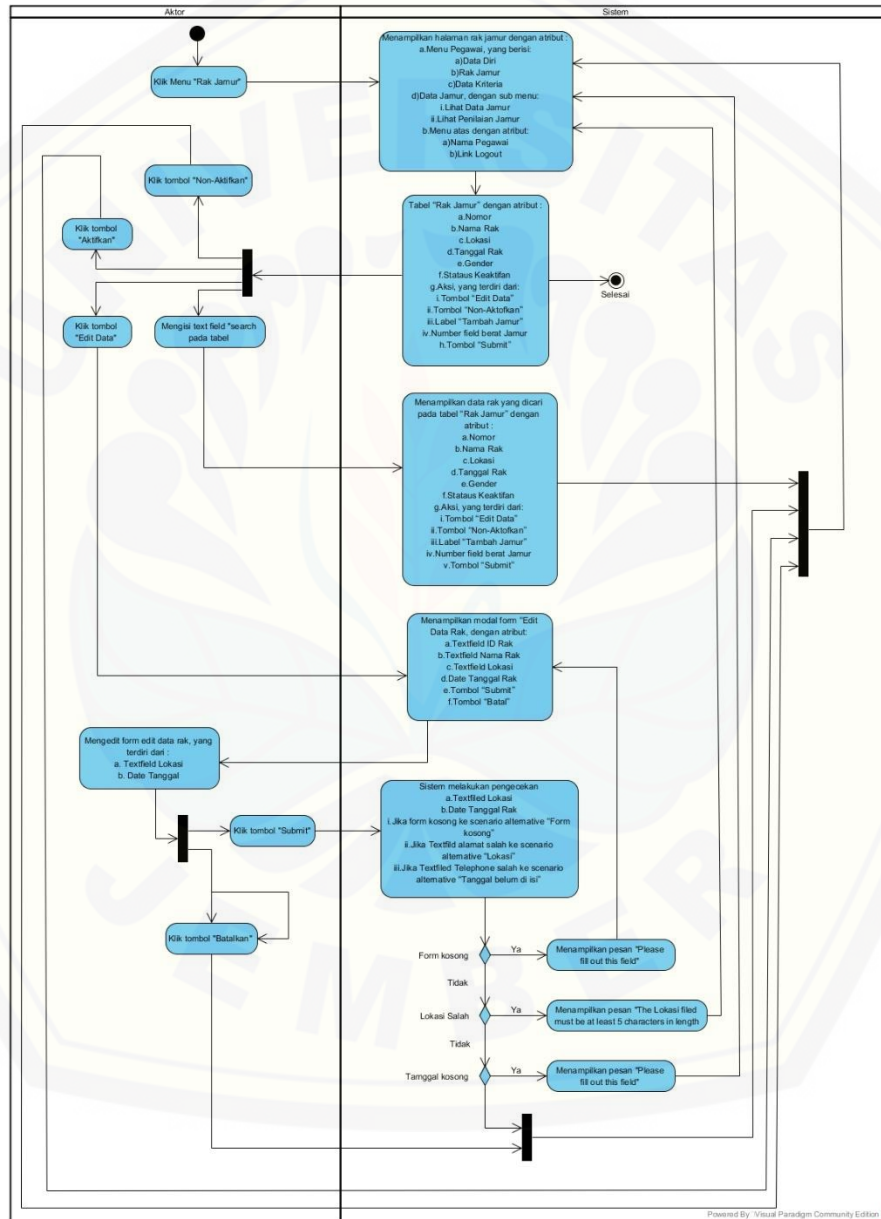 Aktor
Sistem
Klik Menu "Rak Jamur"
Menampilkan halaman rak jamur dengan atribut :
a.Menu Pegawai, yang berisi:
a)Data Diri
b)Rak Jamur
c)Data Kriteria
d)Data Jamur, dengan sub menu:
i.Lihat Data Jamur
ii.Lihat Penilaian Jamur
b.Menu atas dengan atribut:
a)Nama Pegawai
b)Link Logout
Klik tombol "Non-Aktifkan"
Klik tombol
"Aktifkan"
Klik tombol
"Edit Data"
Mengisi text field "search
pada tabel
Tabel "Rak Jamur" dengan atribut :
a.Nomor
b.Nama Rak
c.Lokasi
d.Tanggal Rak
e.Gender
f.Stataus Keaktifan
g.Aksi, yang terdiri dari:
i.Tombol "Edit Data"
ii.Tombol "Non-Aktofkan"
iii.Label "Tambah Jamur"
iv.Number field berat Jamur
h.Tombol "Submit"
Selesai
Menampilkan data rak yang dicari
pada tabel "Rak Jamur" dengan
atribut :
a.Nomor
b.Nama Rak
c.Lokasi
d.Tanggal Rak
e.Gender
f.Stataus Keaktifan
g.Aksi, yang terdiri dari:
i.Tombol "Edit Data"
ii.Tombol "Non-Aktofkan"
iii.Label "Tambah Jamur"
iv.Number field berat Jamur
v.Tombol "Submit"
Menampilkan modal form "Edit
Data Rak, dengan atribut:
a.Textfield ID Rak
b.Textfield Nama Rak
c.Textfield Lokasi
d.Date Tanggal Rak
e.Tombol "Submit"
f.Tombol "Batal"
Mengedit form edit data rak, yang
terdiri dari :
a. Textfield Lokasi
b. Date Tanggal
Klik tombol "Submit"
Klik tombol "Batalkan"
Sistem melakukan pengecekan
a.Textfiled Lokasi
b.Date Tanggal Rak
i.Jika form kosong ke scenario alternative "Form
kosong"
ii.Jika Textfild alamat salah ke scenario
alternative "Lokasi"
iii.Jika Textfiled Telephone salah ke scenario
alternative "Tanggal belum di isi"
Form kosong
Ya
Menampilkan pesan "Please
fill out this field"
Tidak
Lokasi Salah
Ya
Menampilkan pesan "The Lokasi filed
must be at least 5 characters in length
Tidak
Tamggal kosong
Ya
Menampilkan pesan "Please
fill out this field"
UNIVERSITAS
JEMBER
Powered By Visual Paradigm Community Edition